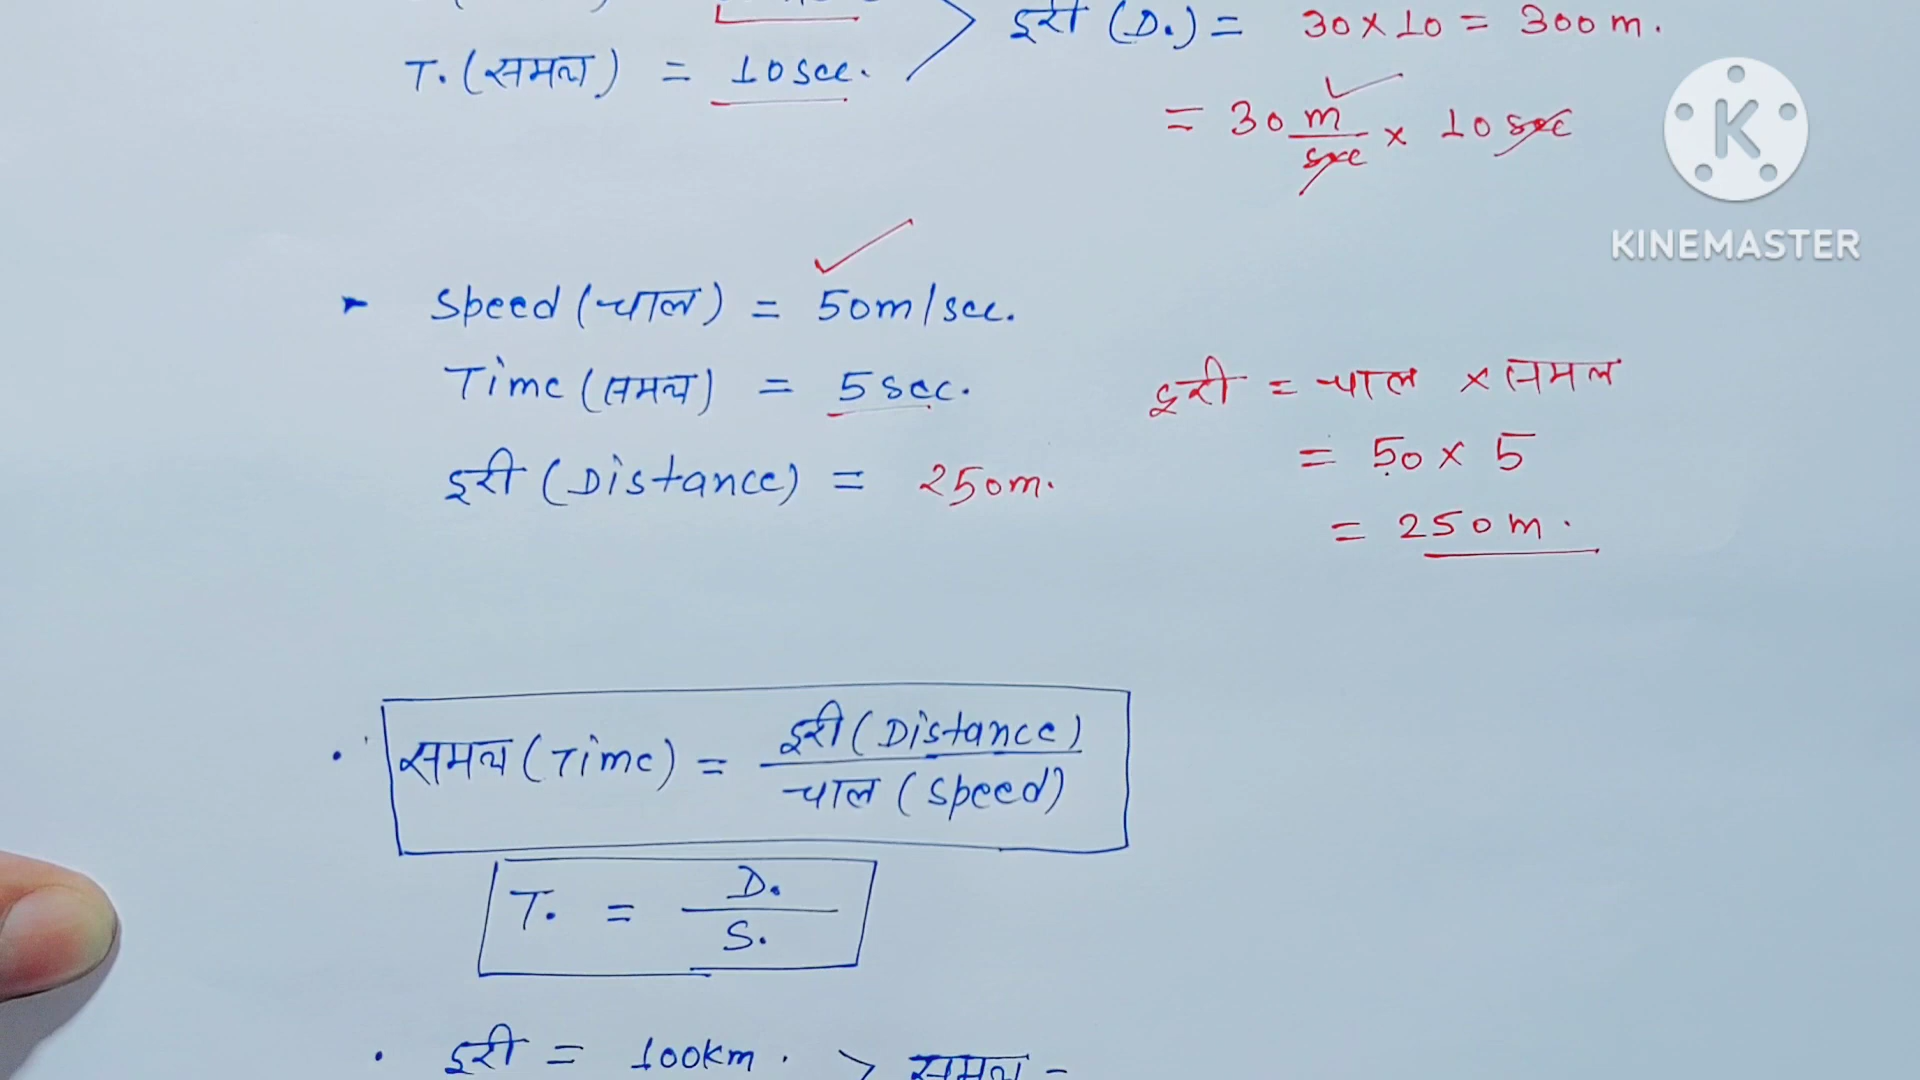 दूरी (D.) = 30 × 10 = 300 m.
T. (समय) = 10 sec.
= 30 m/sec × 10 sec
K
KINEMASTER
Speed (चाल) = 50 m/sec.
Time (समय) = 5 sec.
दूरी (Distance) = 250 m.
दूरी = चाल × समय
= 50 × 5
= 250 m.
समय (Time) = दूरी (Distance) / चाल (Speed)
T. = D. / S.
दूरी = 100 km. > समय =